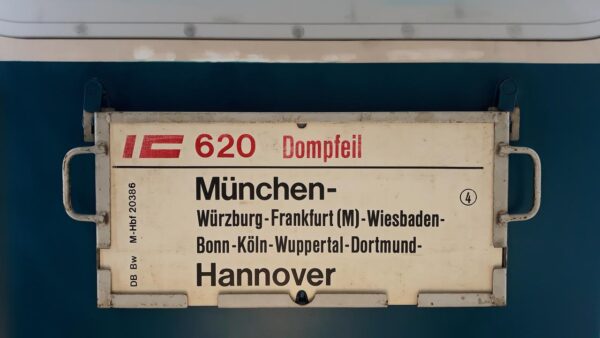 IC 620 Dompfeil
München-
Würzburg-Frankfurt (M)-Wiesbaden-
Bonn-Köln-Wuppertal-Dortmund-
Hannover
4
DB Bw M-Hbf 20386